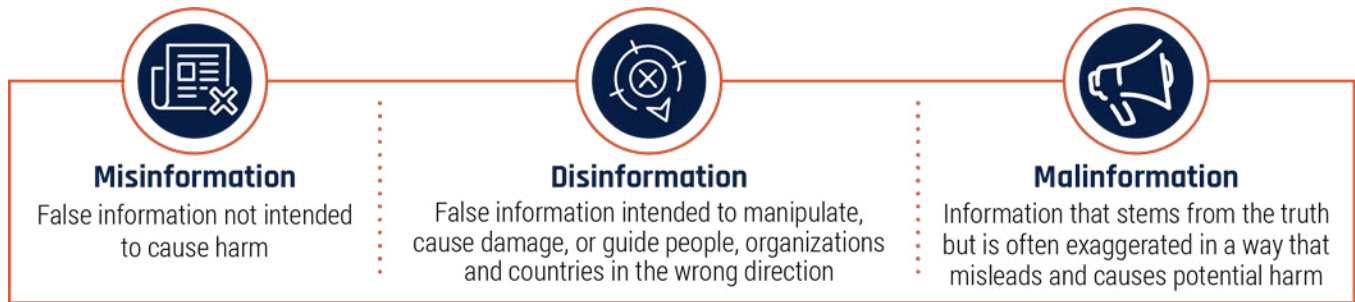 Misinformation
False information not intended
to cause harm
Disinformation
False information intended to manipulate,
cause damage, or guide people, organizations
and countries in the wrong direction
Malinformation
Information that stems from the truth
but is often exaggerated in a way that
misleads and causes potential harm